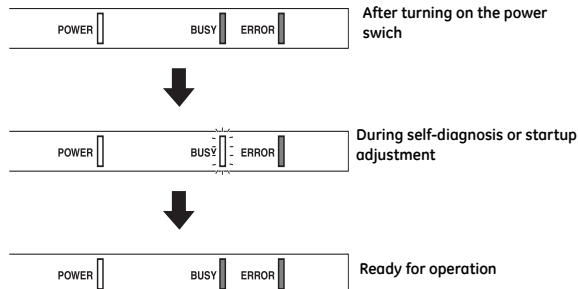 POWER BUSY ERROR
After turning on the power
swich
POWER BUSY ERROR
During self-diagnosis or startup
adjustment
POWER BUSY ERROR
Ready for operation